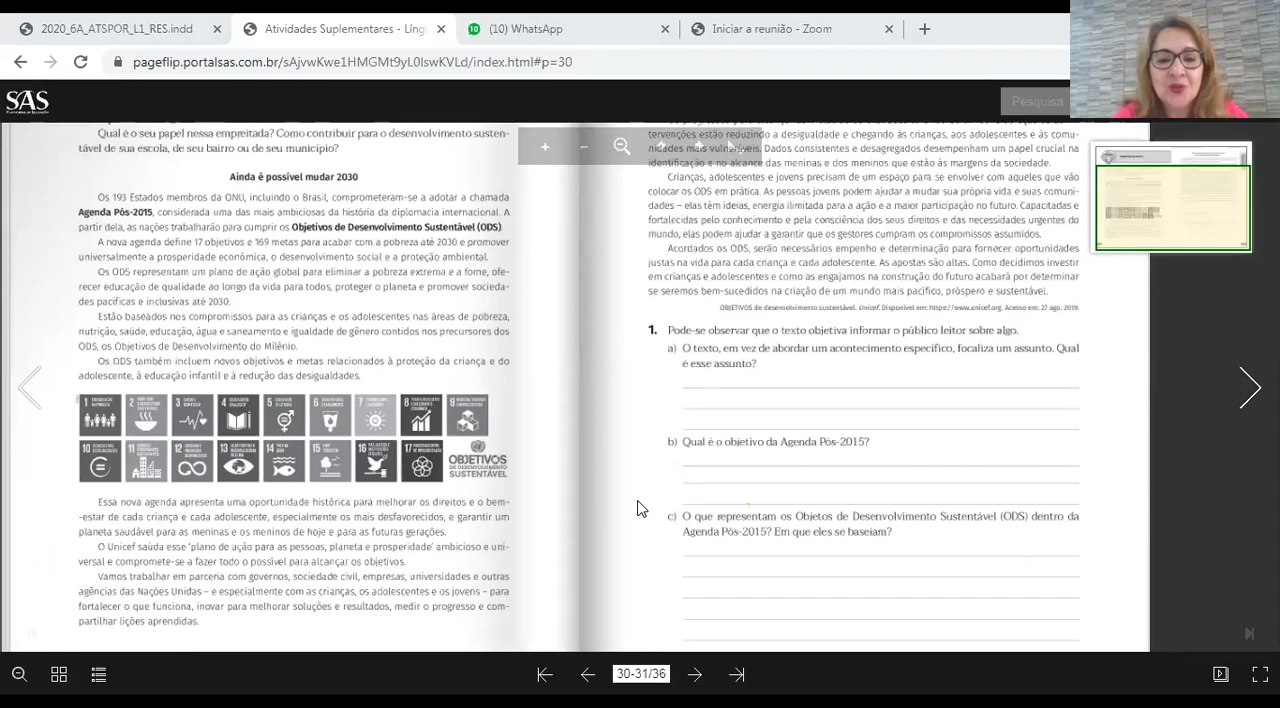 2020_6A_ATSPOR_L1_RES.indd
Atividades Suplementares - Líng
(10) WhatsApp
Iniciar a reunião - Zoom
pageflip.portalsas.com.br/sAjvwKwe1HMGMt9yL0IswKVLd/index.html#p=30
SAS
Pesquisa
Qual é o seu papel nessa empreitada? Como contribuir para o desenvolvimento susten-
tável de sua escola, de seu bairro ou de seu município?
Ainda é possível mudar 2030
Os 193 Estados membros da ONU, incluindo o Brasil, comprometeram-se a adotar a chamada
Agenda Pós-2015, considerada uma das mais ambiciosas da história da diplomacia internacional. A
partir dela, as nações trabalharão para cumprir os Objetivos de Desenvolvimento Sustentável (ODS).
A nova agenda define 17 objetivos e 169 metas para acabar com a pobreza até 2030 e promover
universalmente a prosperidade econômica, o desenvolvimento social e a proteção ambiental.
Os ODS representam um plano de ação global para eliminar a pobreza extrema e a fome, ofe-
recer educação de qualidade ao longo da vida para todos, proteger o planeta e promover socieda-
des pacíficas e inclusivas até 2030.
Estão baseados nos compromissos para as crianças e os adolescentes nas áreas de pobreza,
nutrição, saúde, educação, água e saneamento e igualdade de gênero contidos nos precursores dos
ODS, os Objetivos de Desenvolvimento do Milênio.
Os ODS também incluem novos objetivos e metas relacionados à proteção da criança e do
adolescente, à educação infantil e à redução das desigualdades.
1 2 3 4 5 6 7 8 9
10 11 12 13 14 15 16 17
OBJETIVOS
DE DESENVOLVIMENTO
SUSTENTÁVEL
Essa nova agenda apresenta uma oportunidade histórica para melhorar os direitos e o bem-
-estar de cada criança e cada adolescente, especialmente os mais desfavorecidos, e garantir um
planeta saudável para as meninas e os meninos de hoje e para as futuras gerações.
O Unicef saúda esse 'plano de ação para as pessoas, planeta e prosperidade' ambicioso e uni-
versal e compromete-se a fazer todo o possível para alcançar os objetivos.
Vamos trabalhar em parceria com governos, sociedade civil, empresas, universidades e outras
agências das Nações Unidas – e especialmente com as crianças, os adolescentes e os jovens – para
fortalecer o que funciona, inovar para melhorar soluções e resultados, medir o progresso e com-
partilhar lições aprendidas.
tervenções estão reduzindo a desigualdade e chegando às crianças, aos adolescentes e às comu-
nidades mais vulneráveis. Dados consistentes e desagregados desempenham um papel crucial na
identificação e no alcance das meninas e dos meninos que estão às margens da sociedade.
Crianças, adolescentes e jovens precisam de um espaço para se envolver com aqueles que vão
colocar os ODS em prática. As pessoas jovens podem ajudar a mudar sua própria vida e suas comuni-
dades – elas têm ideias, energia ilimitada para a ação e a maior participação no futuro. Capacitadas e
fortalecidas pelo conhecimento e pela consciência dos seus direitos e das necessidades urgentes do
mundo, elas podem ajudar a garantir que os gestores cumpram os compromissos assumidos.
Acordados os ODS, serão necessários empenho e determinação para fornecer oportunidades
justas na vida para cada criança e cada adolescente. As apostas são altas. Como decidimos investir
em crianças e adolescentes e como as engajamos na construção do futuro acabará por determinar
se seremos bem-sucedidos na criação de um mundo mais pacífico, próspero e sustentável.
OBJETIVOS de desenvolvimento sustentável. Unicef. Disponível em: https://www.unicef.org. Acesso em: 27 ago. 2019.
1. Pode-se observar que o texto objetiva informar o público leitor sobre algo.
a) O texto, em vez de abordar um acontecimento específico, focaliza um assunto. Qual
é esse assunto?
b) Qual é o objetivo da Agenda Pós-2015?
c) O que representam os Objetos de Desenvolvimento Sustentável (ODS) dentro da
Agenda Pós-2015? Em que eles se baseiam?
30-31/36